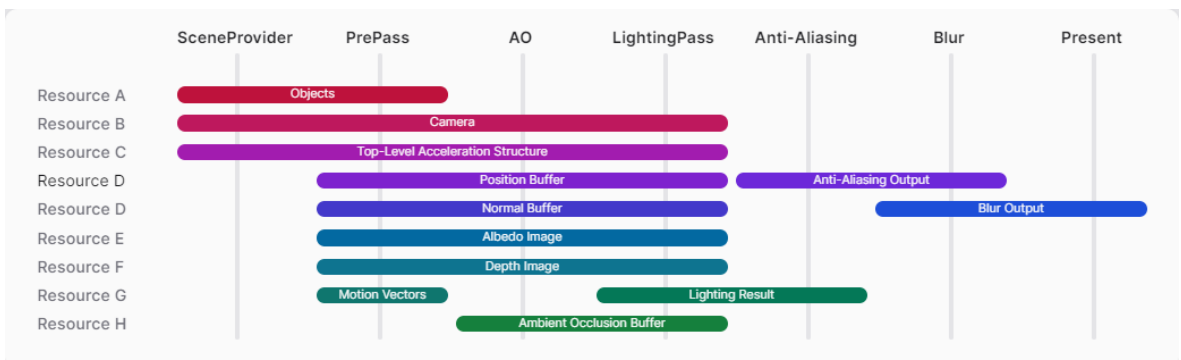 SceneProvider PrePass AO LightingPass Anti-Aliasing Blur Present
Resource A Objects
Resource B Camera
Resource C Top-Level Acceleration Structure
Resource D Position Buffer Anti-Aliasing Output
Resource D Normal Buffer Blur Output
Resource E Albedo Image
Resource F Depth Image
Resource G Motion Vectors Lighting Result
Resource H Ambient Occlusion Buffer